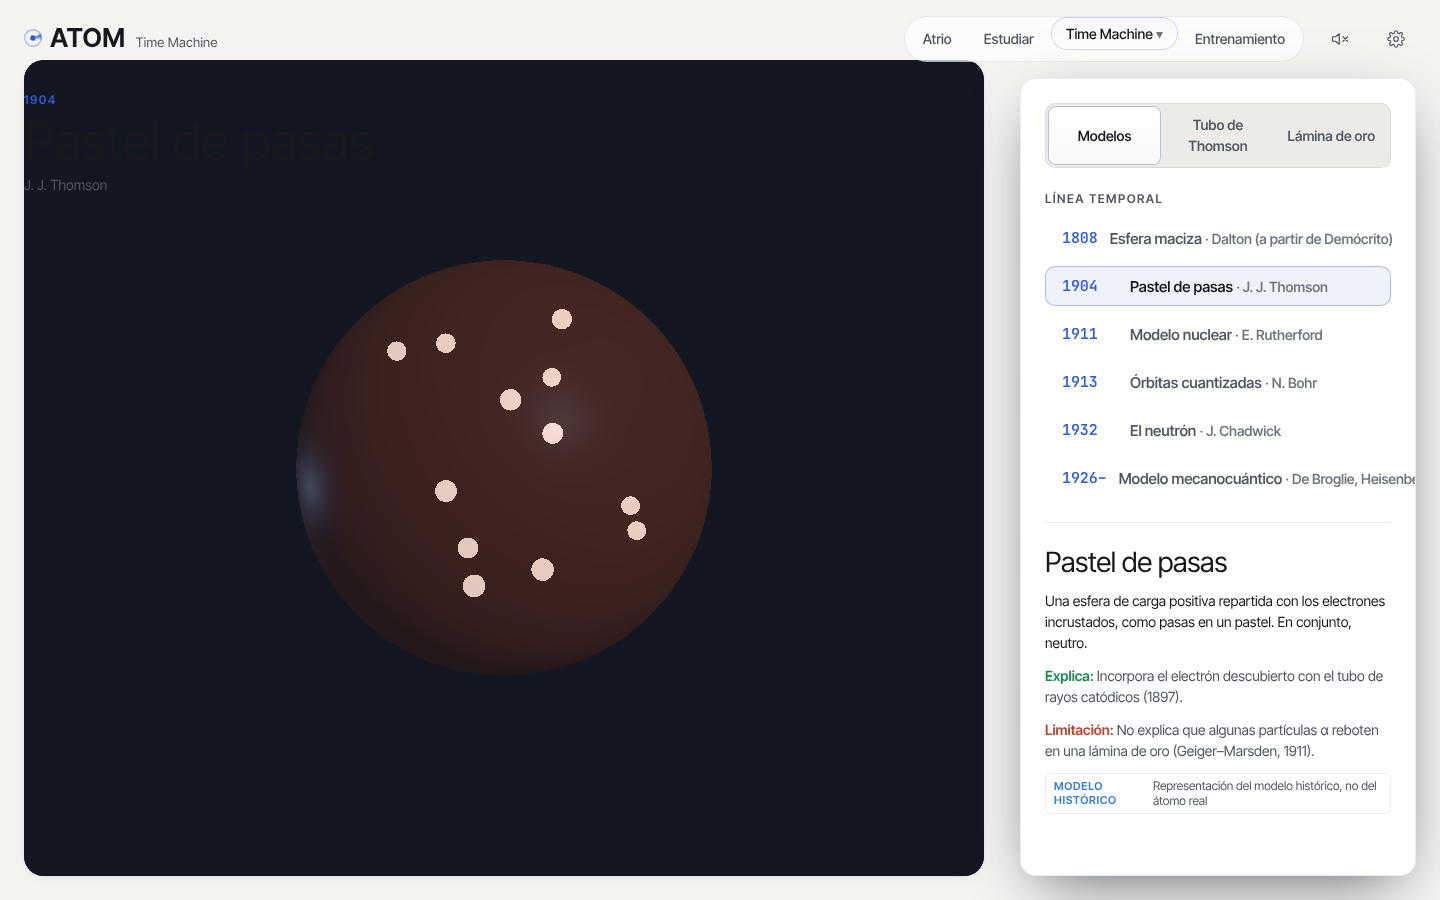 ATOM Time Machine
Atrio Estudiar Time Machine ▾ Entrenamiento
1904
Pastel de pasas
J. J. Thomson
Modelos
Tubo de
Thomson
Lámina de oro
LÍNEA TEMPORAL
1808 Esfera maciza · Dalton (a partir de Demócrito)
1904 Pastel de pasas · J. J. Thomson
1911 Modelo nuclear · E. Rutherford
1913 Órbitas cuantizadas · N. Bohr
1932 El neutrón · J. Chadwick
1926– Modelo mecanocuántico · De Broglie, Heisenbe
Pastel de pasas
Una esfera de carga positiva repartida con los electrones
incrustados, como pasas en un pastel. En conjunto,
neutro.
Explica: Incorpora el electrón descubierto con el tubo de
rayos catódicos (1897).
Limitación: No explica que algunas partículas α reboten
en una lámina de oro (Geiger–Marsden, 1911).
MODELO
HISTÓRICO
Representación del modelo histórico, no del
átomo real